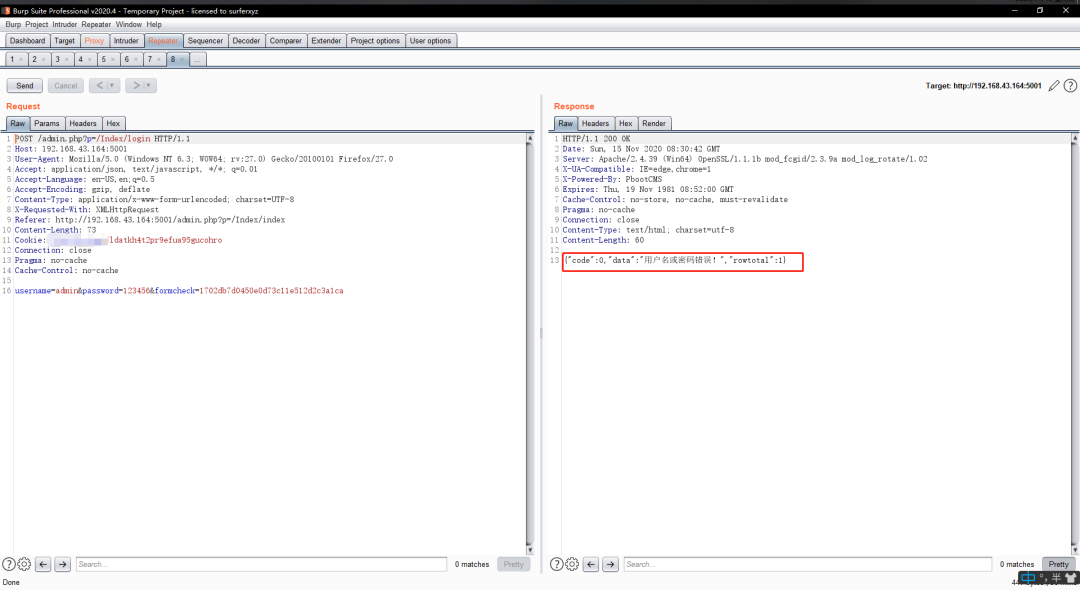 Burp Suite Professional v2020.4 - Temporary Project - licensed to surferxyz
Burp Project Intruder Repeater Window Help
Dashboard Target Proxy Intruder Repeater Sequencer Decoder Comparer Extender Project options User options
1 × 2 × 3 × 4 × 5 × 6 × 7 × 8 × ...
Send Cancel < | ▼ > | ▼ Target: http://192.168.43.164:5001
Request
Raw Params Headers Hex
1 POST /admin.php?p=/Index/login HTTP/1.1
2 Host: 192.168.43.164:5001
3 User-Agent: Mozilla/5.0 (Windows NT 6.3; WOW64; rv:27.0) Gecko/20100101 Firefox/27.0
4 Accept: application/json, text/javascript, */*; q=0.01
5 Accept-Language: en-US,en;q=0.5
6 Accept-Encoding: gzip, deflate
7 Content-Type: application/x-www-form-urlencoded; charset=UTF-8
8 X-Requested-With: XMLHttpRequest
9 Referer: http://192.168.43.164:5001/admin.php?p=/Index/index
10 Content-Length: 73
11 Cookie: ldatkh4t2pr9efua95gucohro
12 Connection: close
13 Pragma: no-cache
14 Cache-Control: no-cache
15
16 username=admin&password=123456&formcheck=1702db7d0450e0d73c11e512d2c3a1ca
Search...
0 matches
Pretty
Response
Raw Headers Hex Render
1 HTTP/1.1 200 OK
2 Date: Sun, 15 Nov 2020 08:30:42 GMT
3 Server: Apache/2.4.39 (Win64) OpenSSL/1.1.1b mod_fcgid/2.3.9a mod_log_rotate/1.02
4 X-UA-Compatible: IE=edge,chrome=1
5 X-Powered-By: PbootCMS
6 Expires: Thu, 19 Nov 1981 08:52:00 GMT
7 Cache-Control: no-store, no-cache, must-revalidate
8 Pragma: no-cache
9 Connection: close
10 Content-Type: text/html; charset=utf-8
11 Content-Length: 60
12
13 {"code":0,"data":"用户名或密码错误！","rowtotal":1}
Search...
0 matches
Pretty
Done
中 °, 半